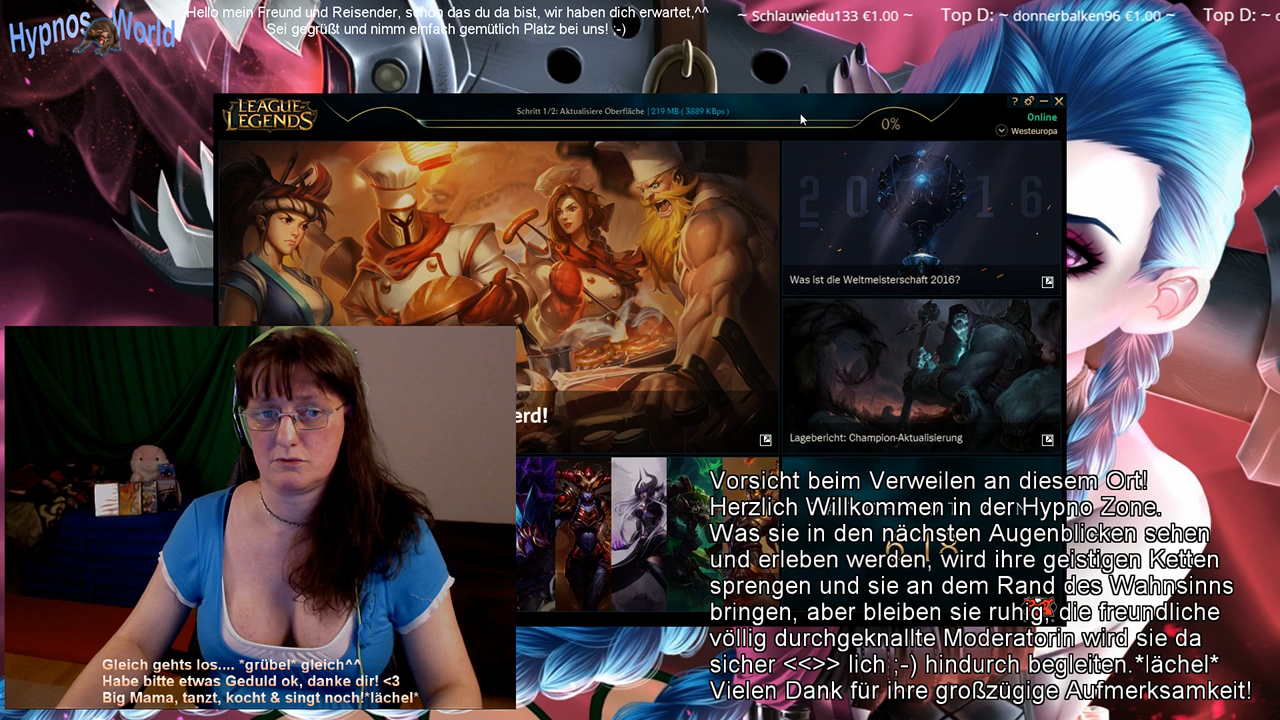 Hypnos World
Hello mein Freund und Reisender, schön das du da bist, wir haben dich erwartet,^^
Sei gegrüßt und nimm einfach gemütlich Platz bei uns! ;-)
~ Schlauwiedu133 €1.00 ~ Top D: ~ donnerbalken96 €1.00 ~ Top D: ~
LEAGUE of LEGENDS
Schritt 1/2: Aktualisiere Oberfläche | 219 MB ( 3889 KBps )
0%
?
Online
Westeuropa
2016
Was ist die Weltmeisterschaft 2016?
erd!
Lagebericht: Champion-Aktualisierung
Vorsicht beim Verweilen an diesem Ort!
Herzlich Willkommen in der Hypno Zone.
Was sie in den nächsten Augenblicken sehen
und erleben werden, wird ihre geistigen Ketten
sprengen und sie an dem Rand des Wahnsinns
bringen, aber bleiben sie ruhig, die freundliche
völlig durchgeknallte Moderatorin wird sie da
sicher <<>> lich ;-) hindurch begleiten.*lächel*
Vielen Dank für ihre großzügige Aufmerksamkeit!
Gleich gehts los.... *grübel* gleich^^
Habe bitte etwas Geduld ok, danke dir! <3
Big Mama, tanzt, kocht & singt noch!*lächel*